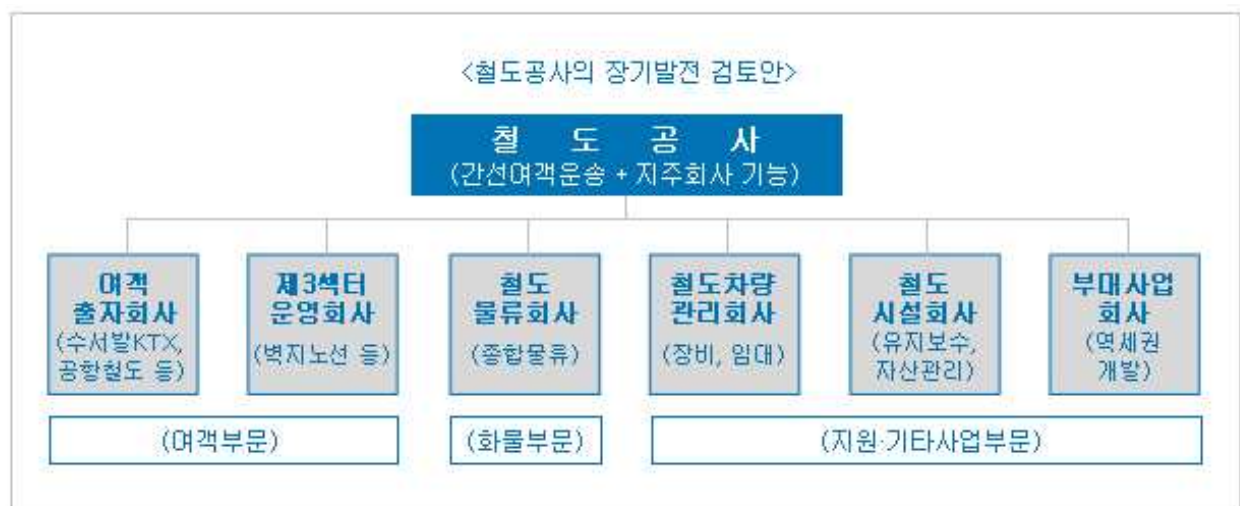 <철도공사의 장기발전 검토안>
철 도 공 사
(간선여객운송 + 지주회사 기능)
여객
출자회사
(수서발KTX,
공항철도 등)
제3섹터
운영회사
(벽지노선 등)
철도
물류회사
(종합물류)
철도차량
관리회사
(장비, 임대)
철도
시설회사
(유지보수,
자산관리)
부대사업
회사
(역세권
개발)
(여객부문)
(화물부문)
(지원·기타사업부문)